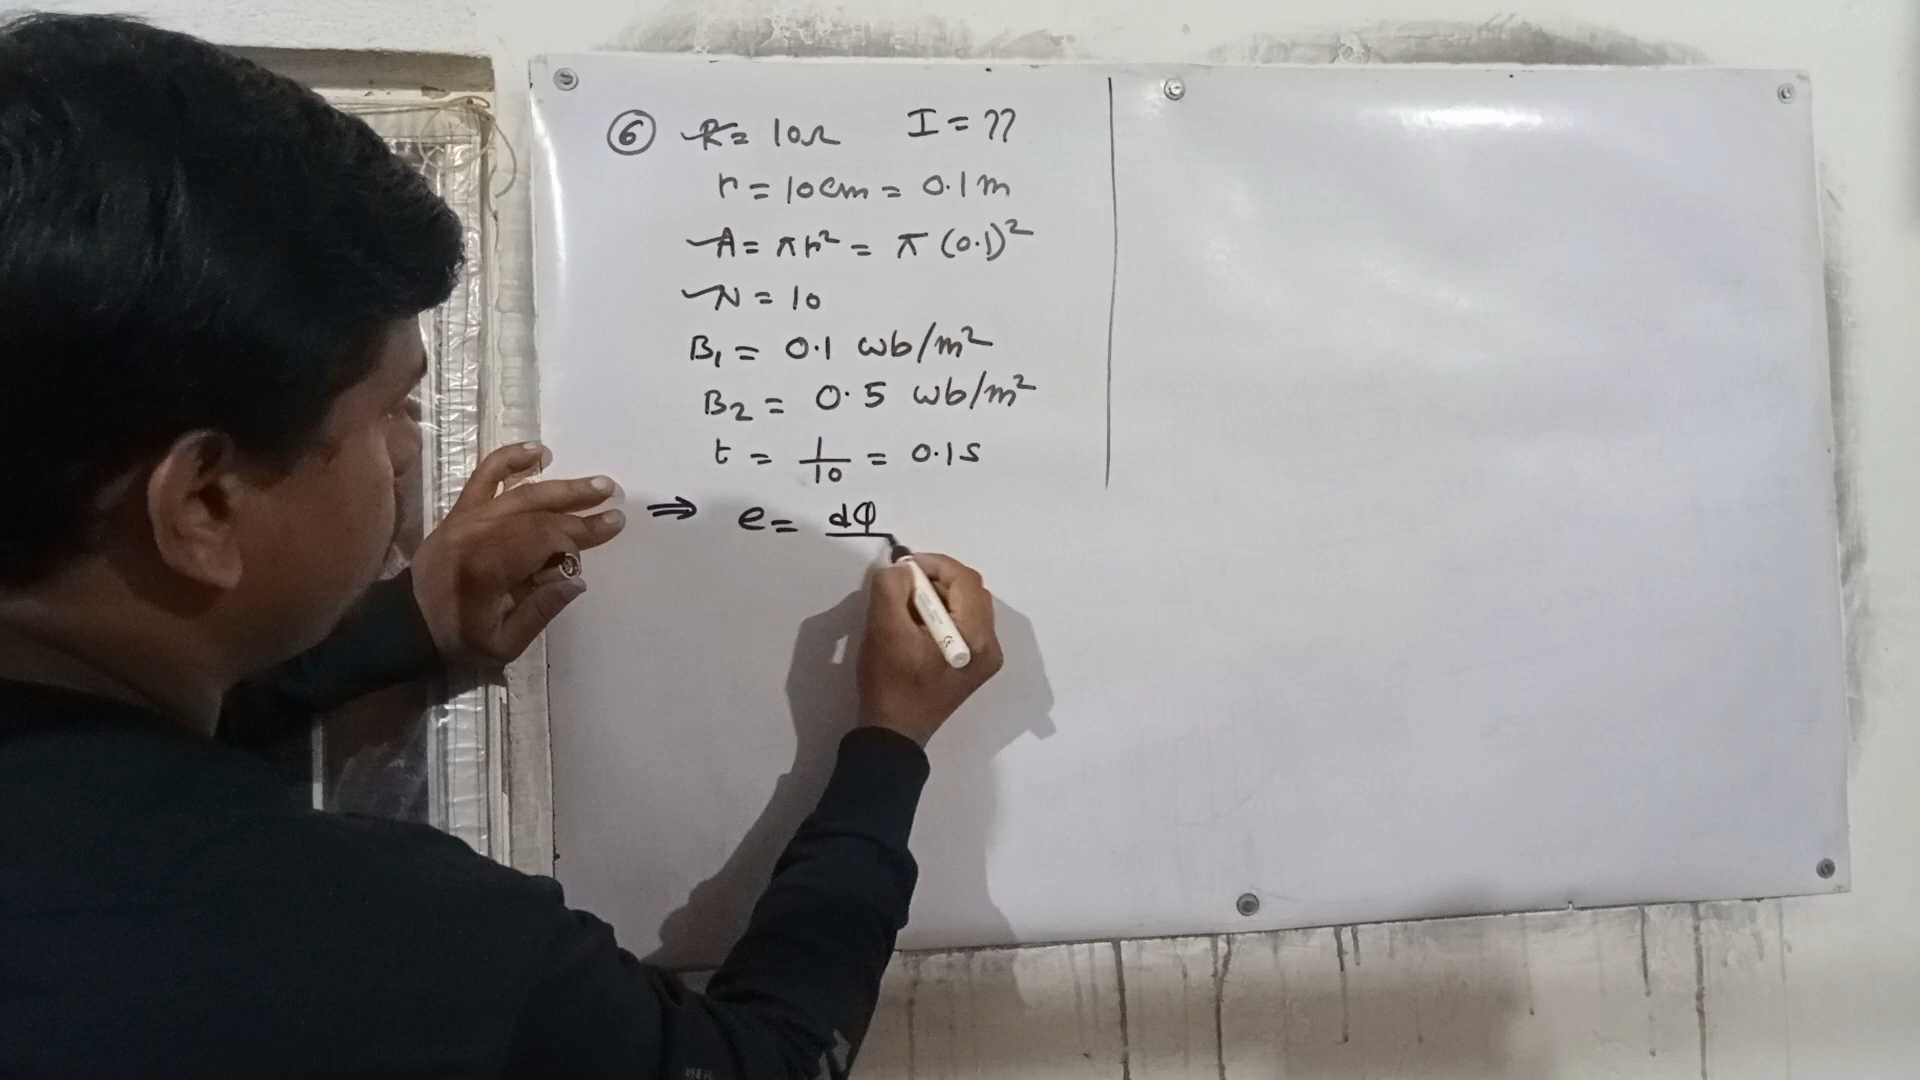 ⑥ R = 10Ω I = ??
r = 10cm = 0.1 m
A = πr² = π (0.1)²
N = 10
B₁ = 0.1 wb/m²
B₂ = 0.5 wb/m²
t = 1/10 = 0.1s
⇒ e = dφ